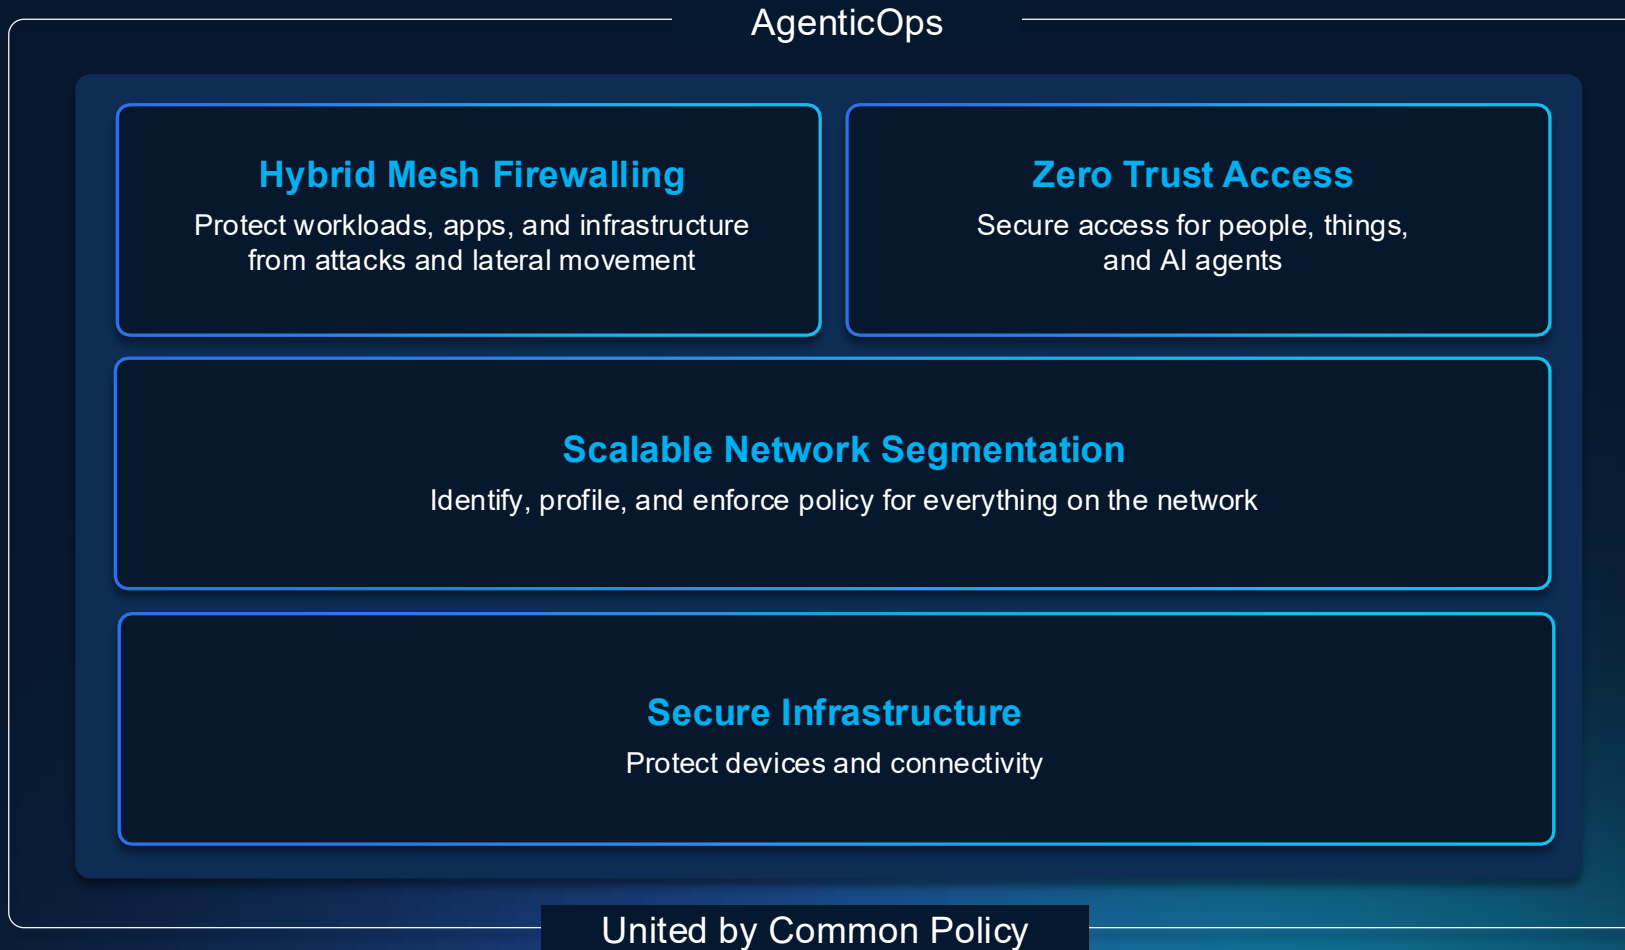 AgenticOps
Hybrid Mesh Firewalling
Protect workloads, apps, and infrastructure
from attacks and lateral movement
Zero Trust Access
Secure access for people, things,
and AI agents
Scalable Network Segmentation
Identify, profile, and enforce policy for everything on the network
Secure Infrastructure
Protect devices and connectivity
United by Common Policy